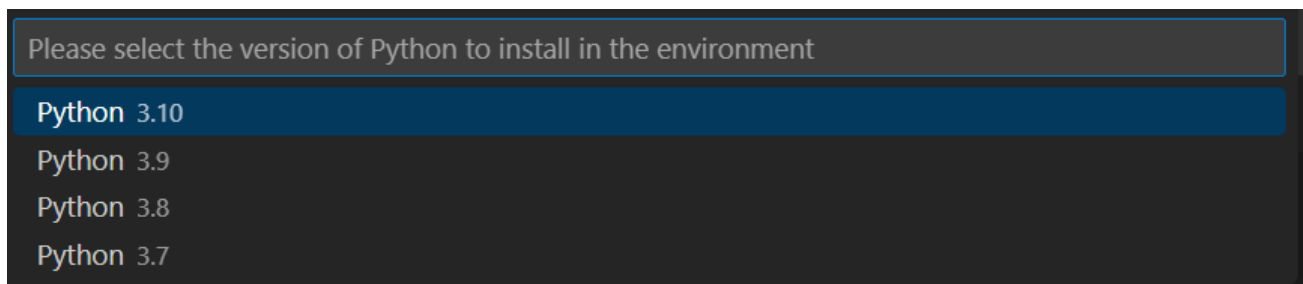 Please select the version of Python to install in the environment
Python 3.10
Python 3.9
Python 3.8
Python 3.7